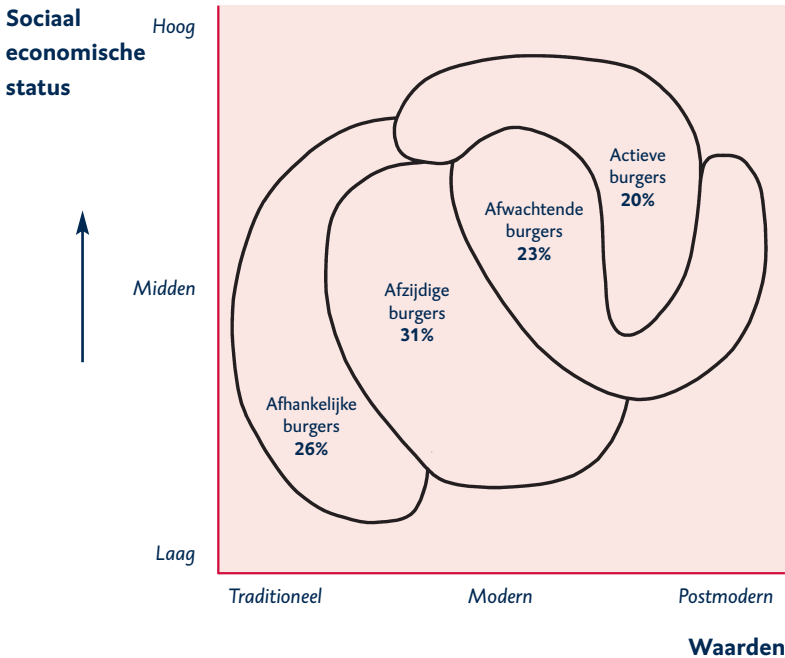 Sociaal
economische
status
Hoog
Midden
Laag
Actieve
burgers
20%
Afwachtende
burgers
23%
Afzijdige
burgers
31%
Afhankelijke
burgers
26%
Traditioneel
Modern
Postmodern
Waarden